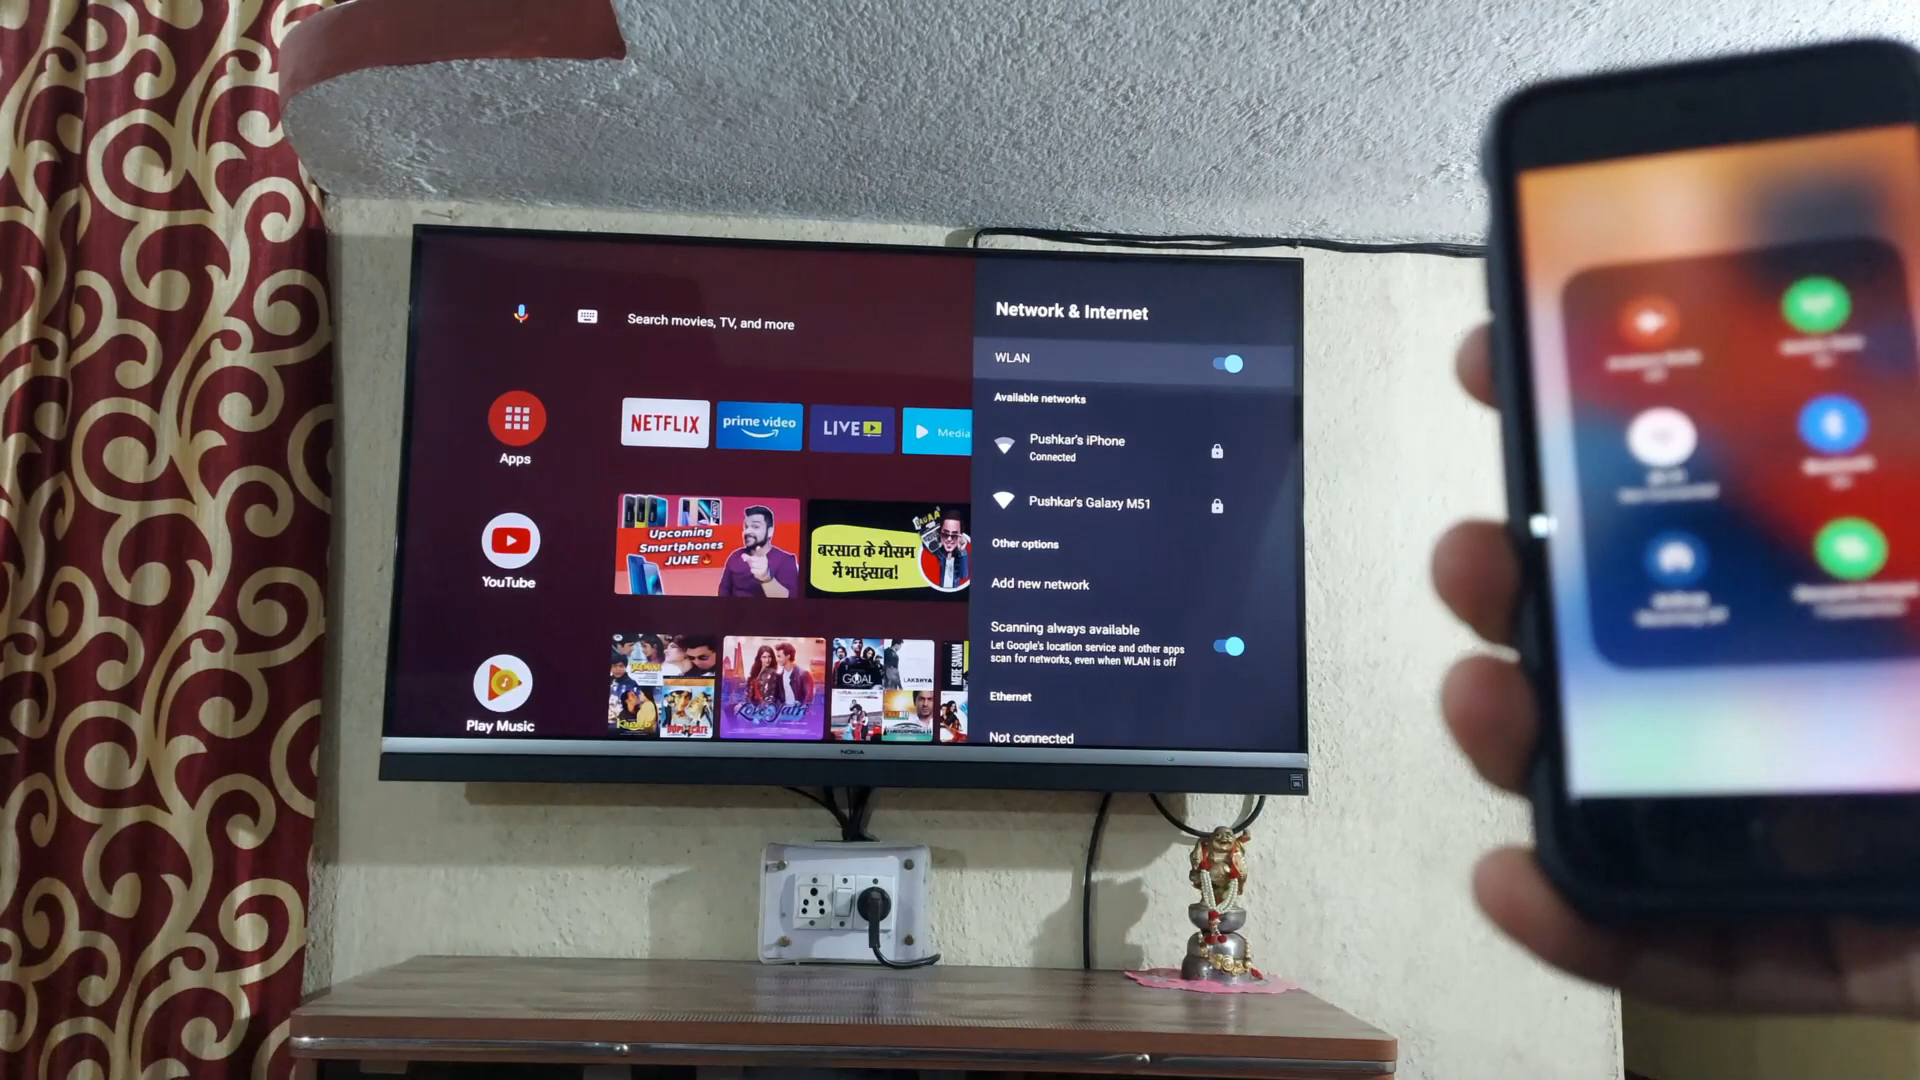 Search movies, TV, and more
Apps
NETFLIX
prime video
LIVE
Media
YouTube
Upcoming
Smartphones
JUNE
बरसात के मौसम
में भाईसाब!
Play Music
DUPLICATE
GOAL
LAKSHYA
Network & Internet
WLAN
Available networks
Pushkar's iPhone
Connected
Pushkar's Galaxy M51
Other options
Add new network
Scanning always available
Let Google's location service and other apps
scan for networks, even when WLAN is off
Ethernet
Not connected
NOKIA